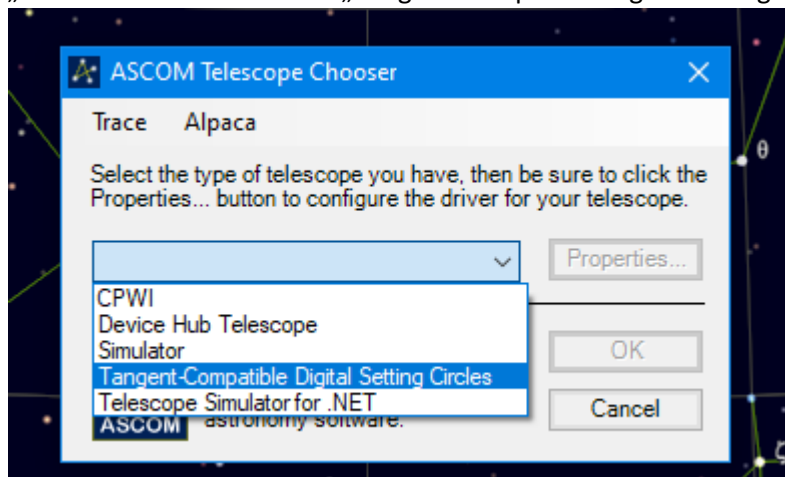 ASCOM Telescope Chooser
Trace Alpaca
Select the type of telescope you have, then be sure to click the
Properties... button to configure the driver for your telescope.
Properties...
CPWI
Device Hub Telescope
Simulator
Tangent-Compatible Digital Setting Circles
Telescope Simulator for .NET
OK
Cancel
ASCOM
astronomy software.
θ
ζ